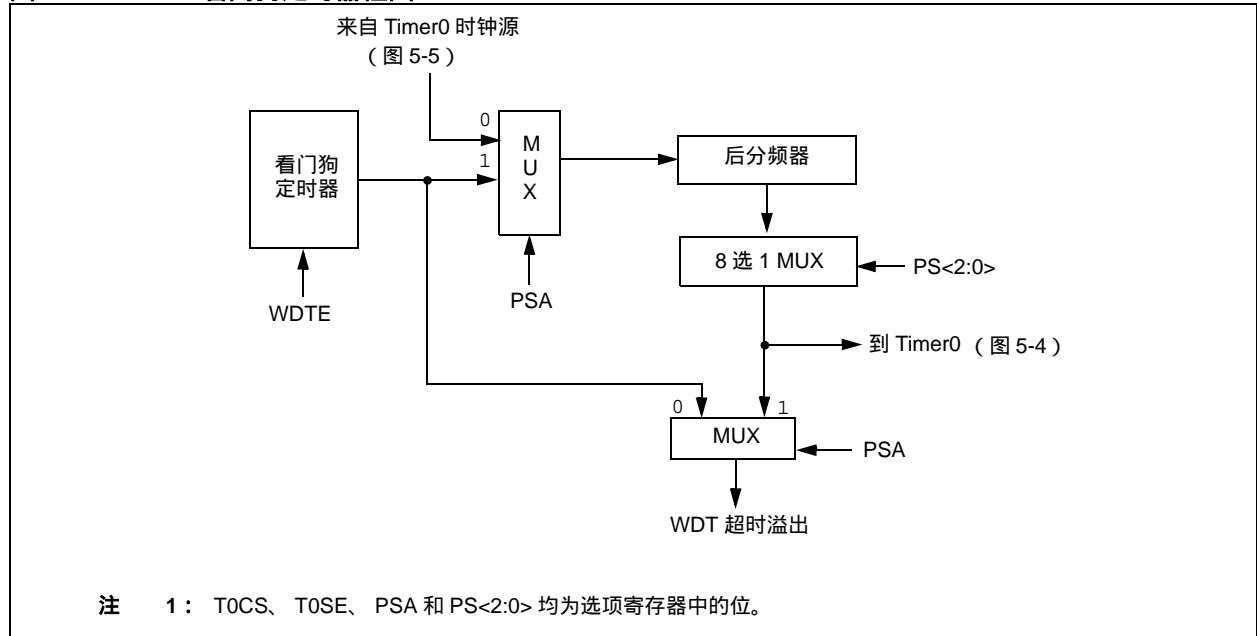 来自 Timer0 时钟源
（图 5-5）
0
1
M
U
X
看门狗
定时器
后分频器
8 选 1 MUX
PS<2:0>
WDTE
PSA
到 Timer0 （图 5-4）
0
1
MUX
PSA
WDT 超时溢出
注 1： T0CS、 T0SE、 PSA 和 PS<2:0> 均为选项寄存器中的位。